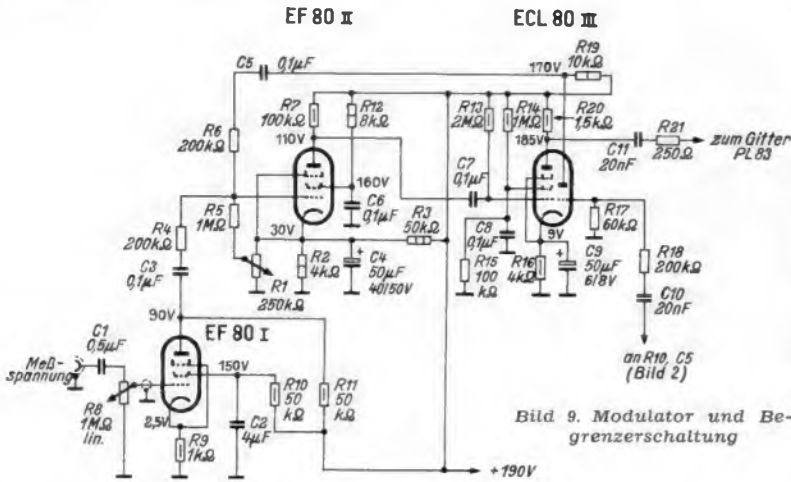 EF 80 II
ECL 80 III
C5
0,1µF
170V
R19
10kΩ
R6
200kΩ
R7
100kΩ
R12
8kΩ
110V
R13
2MΩ
R14
1MΩ
R20
1,5kΩ
185V
C11
20nF
R21
250Ω
zum Gitter
PL83
R4
200kΩ
R5
1MΩ
160V
C6
0,1µF
C7
0,1µF
C3
0,1µF
30V
R1
250kΩ
R2
4kΩ
C4
50µF
40/50V
R3
50kΩ
C8
0,1µF
R15
100
kΩ
9V
R16
4kΩ
C9
50µF
6/8V
R17
60kΩ
R18
200kΩ
C10
20nF
an R10, C5
(Bild 2)
90V
EF 80 I
C1
0,5µF
Meß-
spannung
R8
1MΩ
lin.
2,5V
R9
1kΩ
150V
C2
4µF
R10
50
kΩ
R11
50
kΩ
+190V
Bild 9. Modulator und Be-
grenzerschaltung